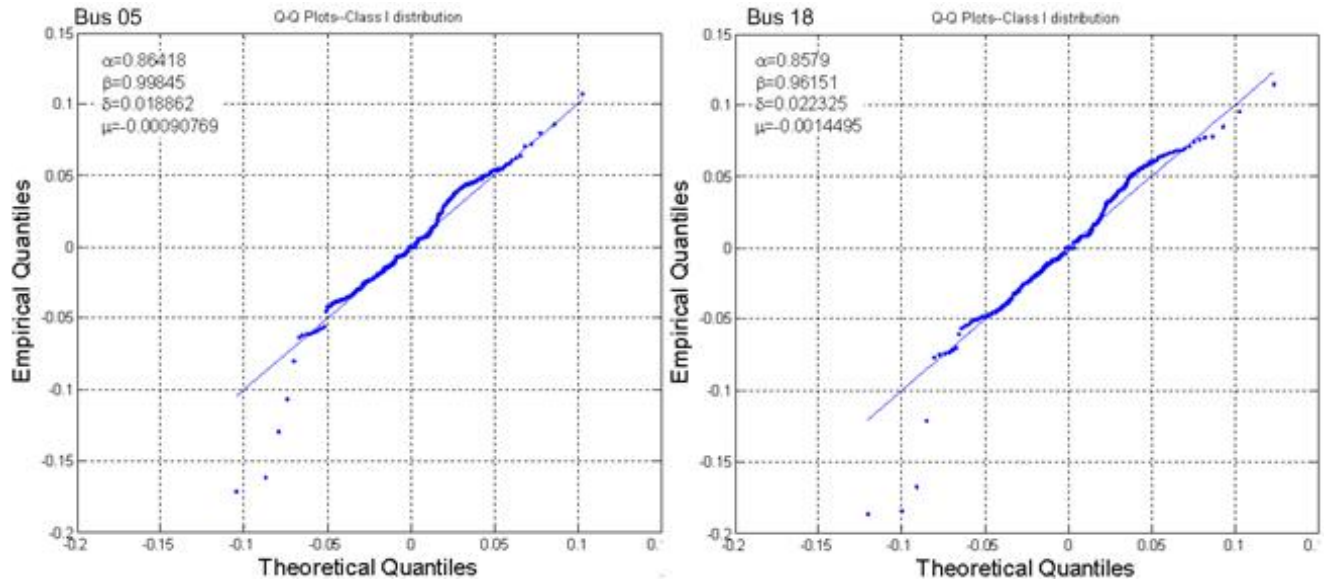 Bus 05
Q-Q Plots--Class I distribution
α=0.86418
β=0.99845
δ=0.018862
μ=-0.00090769
Empirical Quantiles
0.15
0.1
0.05
0
-0.05
-0.1
-0.15
-0.2
-0.2
-0.15
-0.1
-0.05
0
0.05
0.1
0.
Theoretical Quantiles
Bus 18
Q-Q Plots--Class I distribution
α=0.8579
β=0.96151
δ=0.022325
μ=-0.0014495
Empirical Quantiles
0.15
0.1
0.05
0
-0.05
-0.1
-0.15
-0.2
-0.2
-0.15
-0.1
-0.05
0
0.05
0.1
0.
Theoretical Quantiles